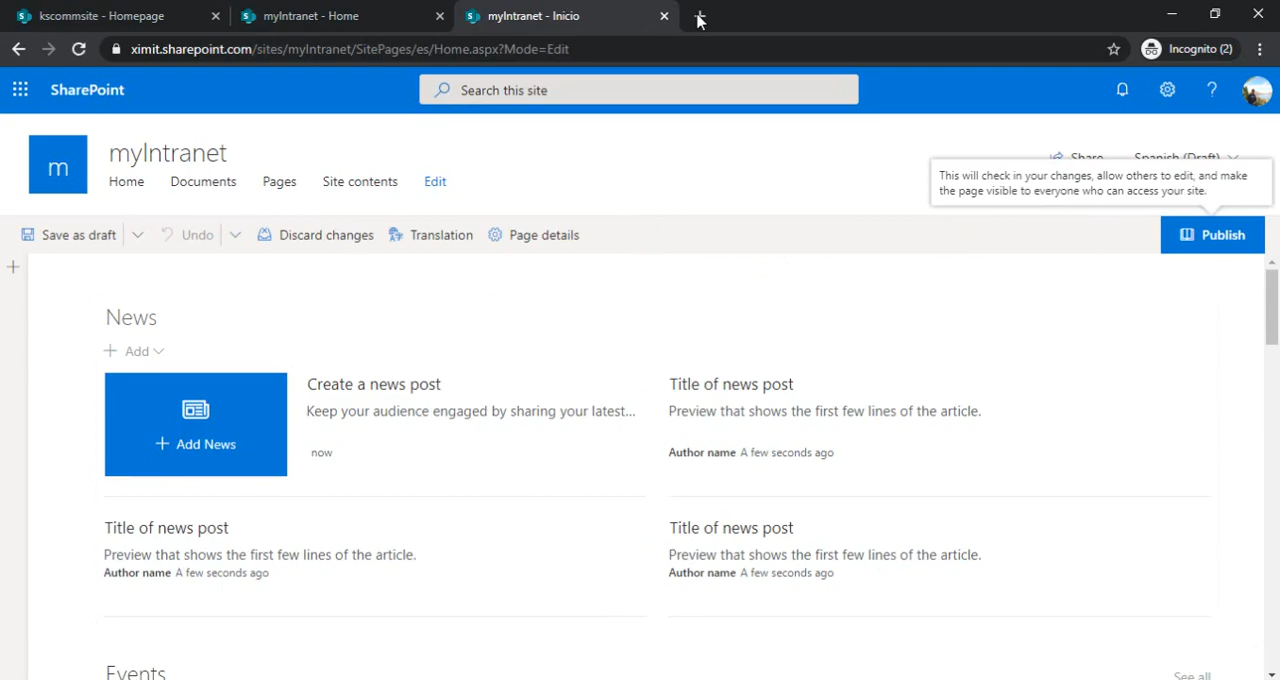 kscommsite - Homepage
myIntranet - Home
myIntranet - Inicio
ximit.sharepoint.com/sites/myIntranet/SitePages/es/Home.aspx?Mode=Edit
Incognito (2)
SharePoint
Search this site
m
myIntranet
Home
Documents
Pages
Site contents
Edit
Share
Spanish (Draft)
This will check in your changes, allow others to edit, and make
the page visible to everyone who can access your site.
Save as draft
Undo
Discard changes
Translation
Page details
Publish
News
Add
Add News
Create a news post
Keep your audience engaged by sharing your latest...
now
Title of news post
Preview that shows the first few lines of the article.
Author name A few seconds ago
Title of news post
Preview that shows the first few lines of the article.
Author name A few seconds ago
Title of news post
Preview that shows the first few lines of the article.
Author name A few seconds ago
Events
See all